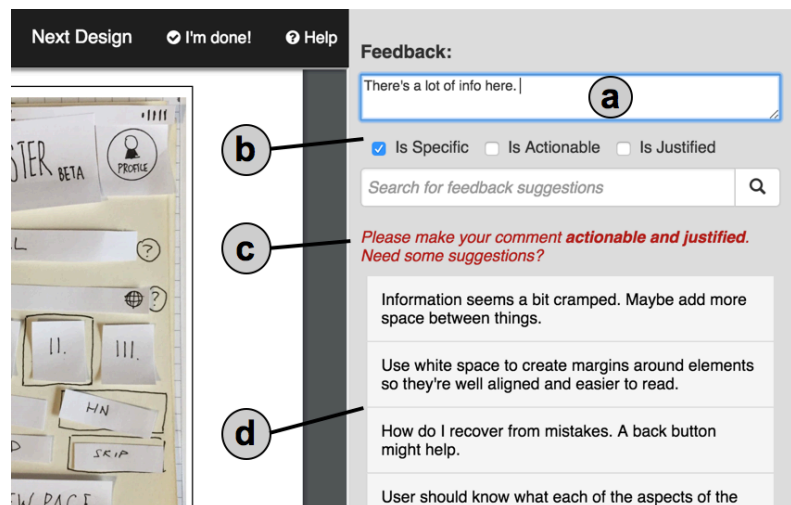 Next Design I'm done! Help
Feedback:
There's a lot of info here.
a
b
Is Specific Is Actionable Is Justified
Search for feedback suggestions
c
Please make your comment actionable and justified.
Need some suggestions?
Information seems a bit cramped. Maybe add more
space between things.
Use white space to create margins around elements
so they're well aligned and easier to read.
d
How do I recover from mistakes. A back button
might help.
User should know what each of the aspects of the
BETA
PROFILE
?
?
II.
III.
HN
SKIP